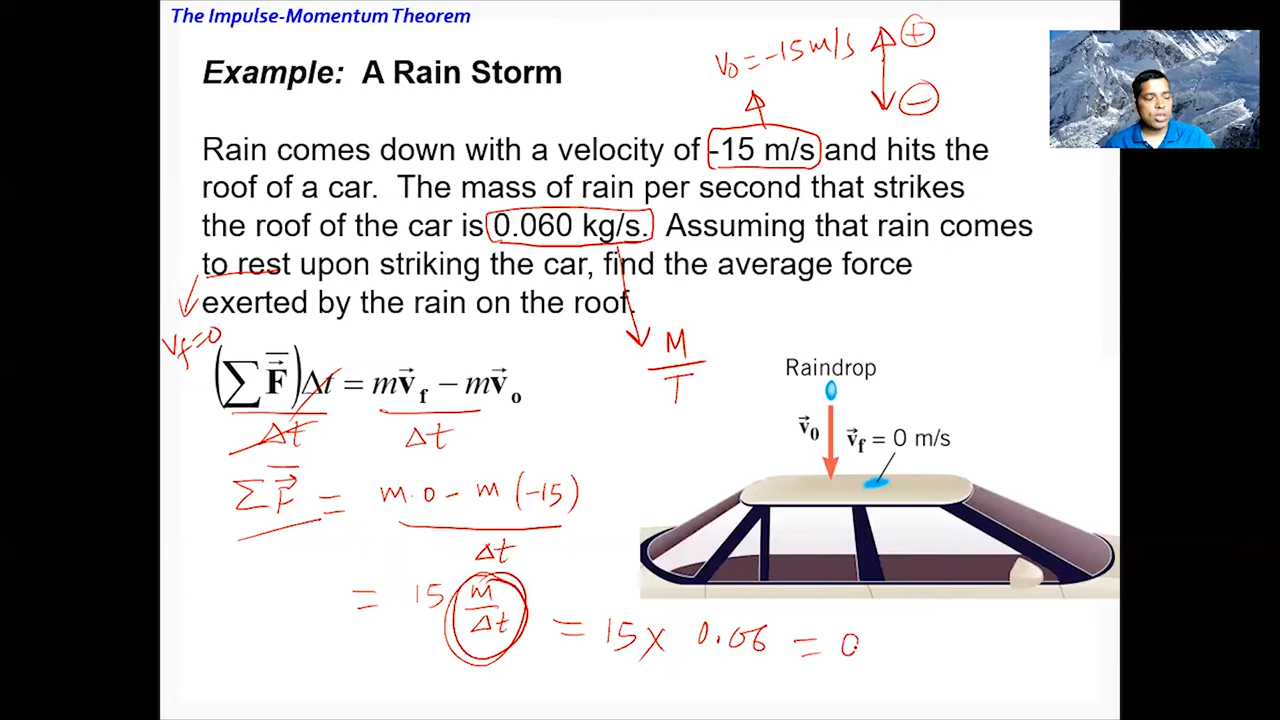 The Impulse-Momentum Theorem
v₀ = -15 m/s
+
Example: A Rain Storm
−
Rain comes down with a velocity of -15 m/s and hits the
roof of a car. The mass of rain per second that strikes
the roof of the car is 0.060 kg/s. Assuming that rain comes
to rest upon striking the car, find the average force
exerted by the rain on the roof.
v_f = 0
M/T
(∑F̄)Δt = mv_f − mv_o
Δt Δt
∑F̄ = m·0 − m(-15)
Δt
= 15 m/Δt = 15 × 0.06 = 0.
Raindrop
v₀
v_f = 0 m/s